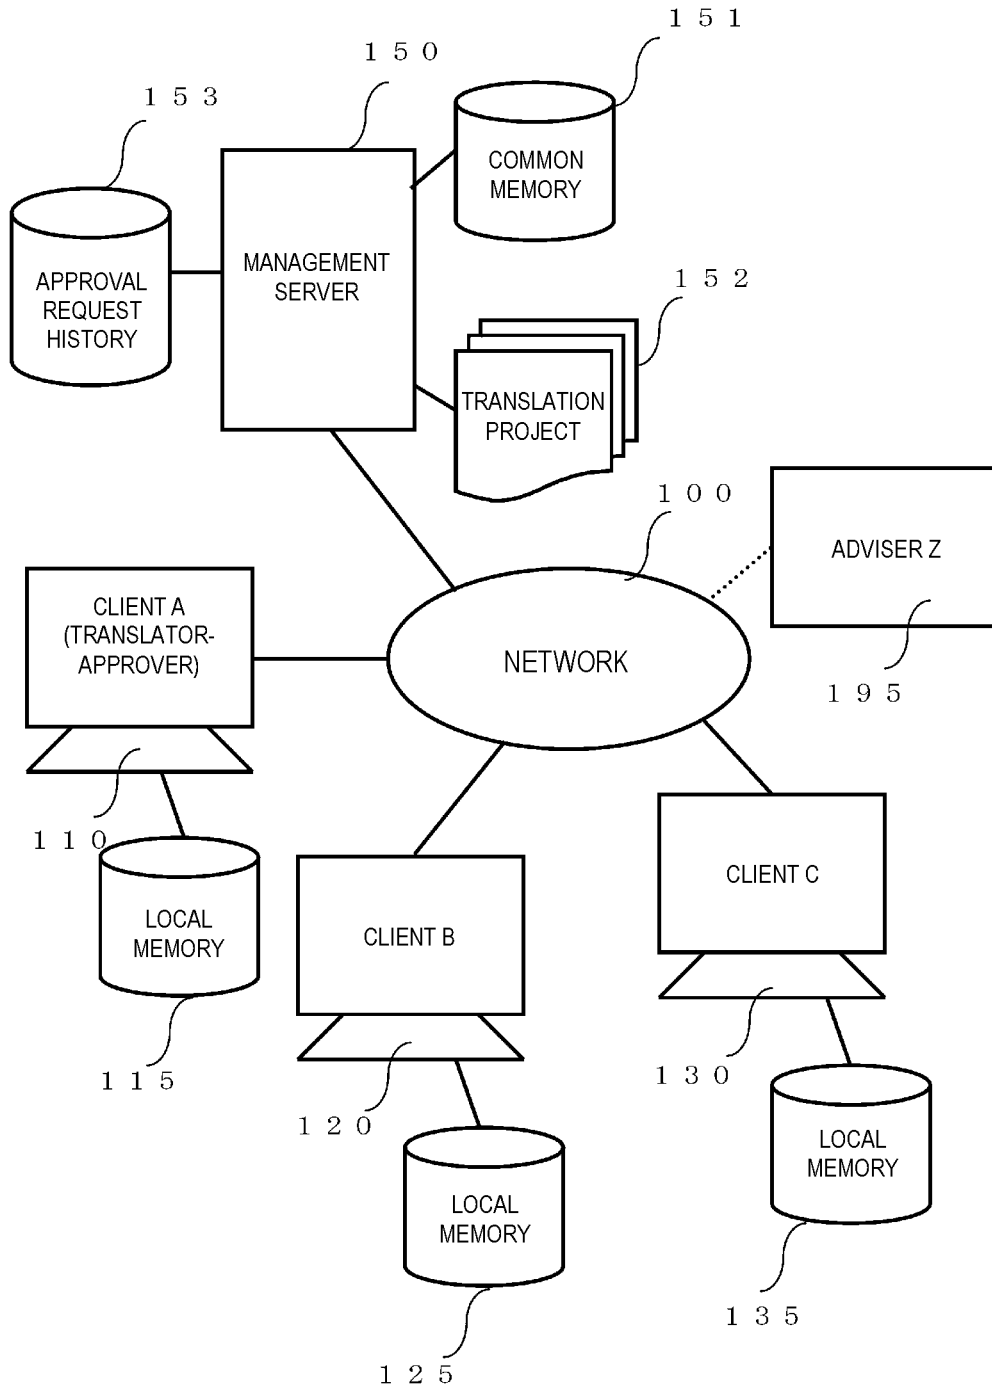 １５１
１５０
１５３
COMMON
MEMORY
MANAGEMENT
SERVER
APPROVAL
REQUEST
HISTORY
１５２
TRANSLATION
PROJECT
１００
ADVISER Z
CLIENT A
(TRANSLATOR-
APPROVER)
NETWORK
１９５
１１０
CLIENT C
LOCAL
MEMORY
CLIENT B
１１５
１３０
１２０
LOCAL
MEMORY
LOCAL
MEMORY
１３５
１２５